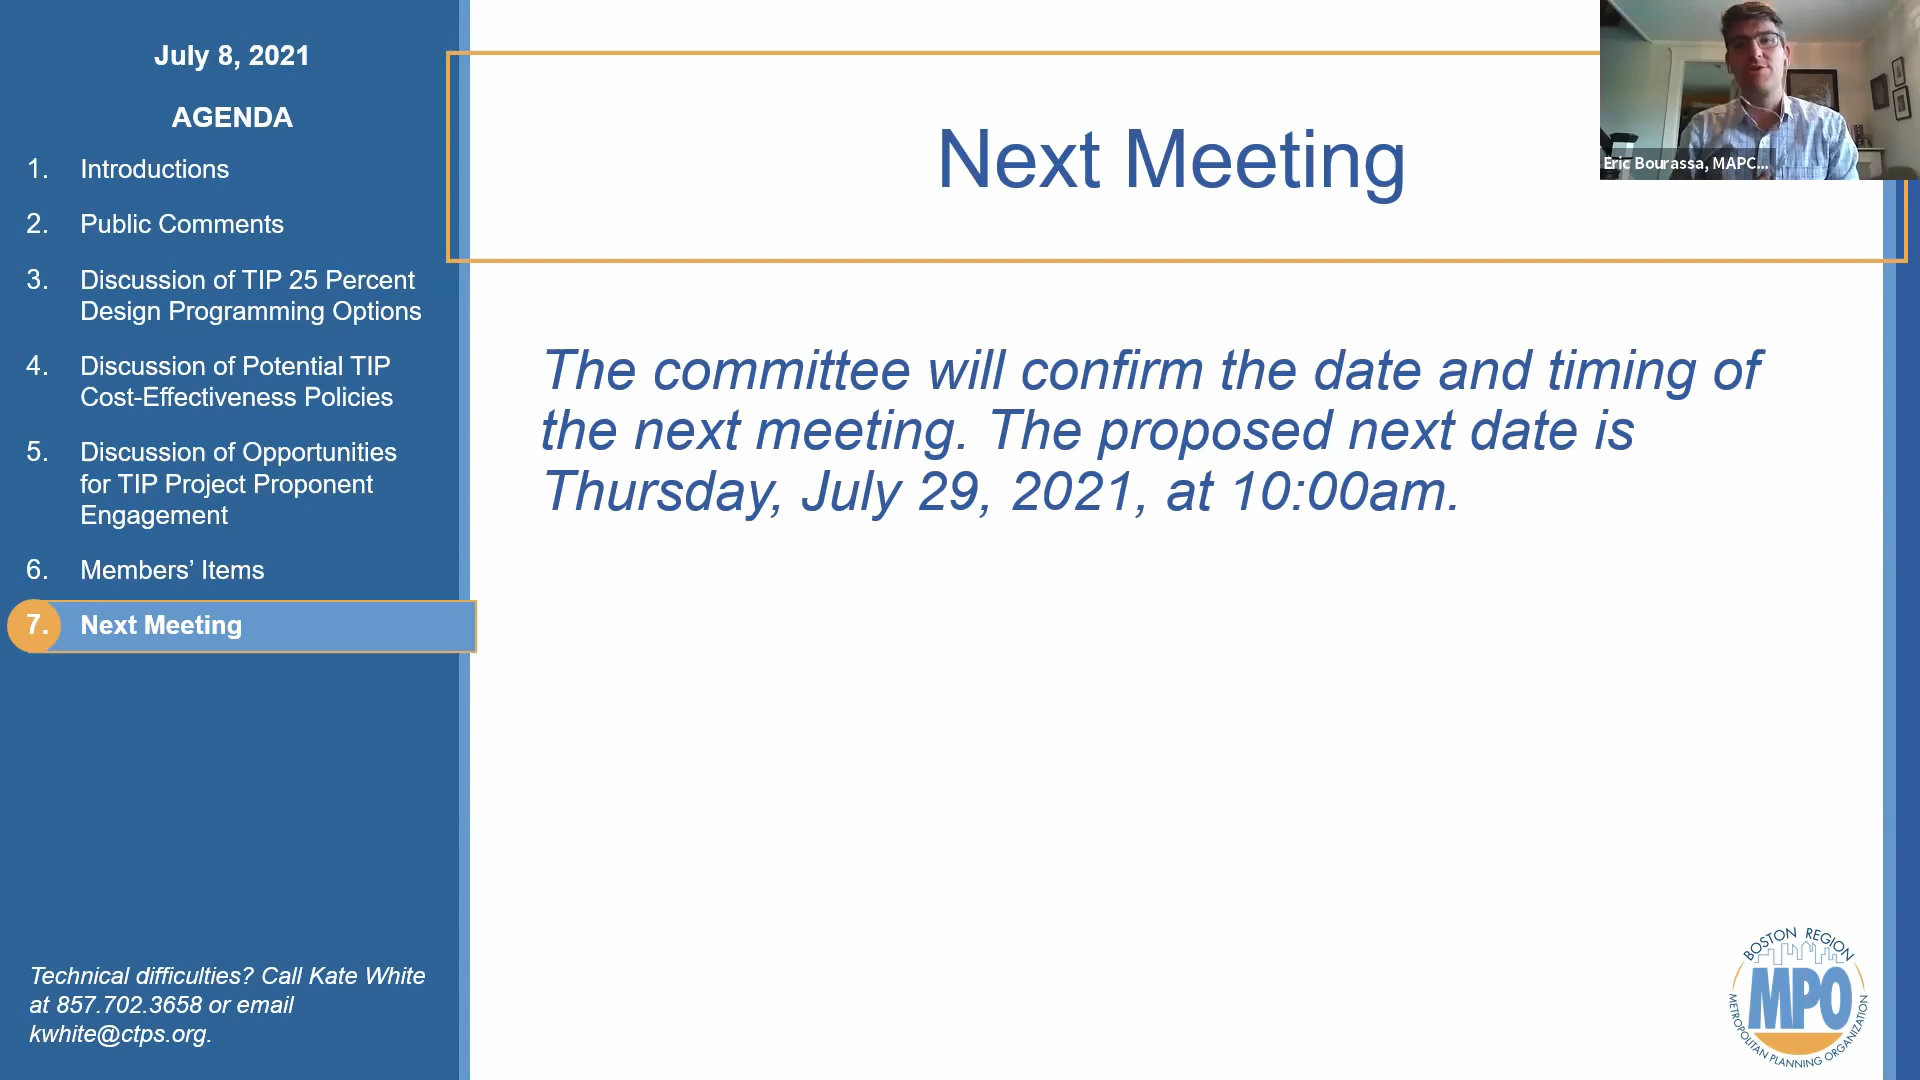 July 8, 2021
AGENDA
1. Introductions
2. Public Comments
3. Discussion of TIP 25 Percent
Design Programming Options
4. Discussion of Potential TIP
Cost-Effectiveness Policies
5. Discussion of Opportunities
for TIP Project Proponent
Engagement
6. Members’ Items
7. Next Meeting
Technical difficulties? Call Kate White
at 857.702.3658 or email
kwhite@ctps.org.
Next Meeting
The committee will confirm the date and timing of
the next meeting. The proposed next date is
Thursday, July 29, 2021, at 10:00am.
Eric Bourassa, MAPC...
BOSTON REGION
MPO
METROPOLITAN PLANNING ORGANIZATION